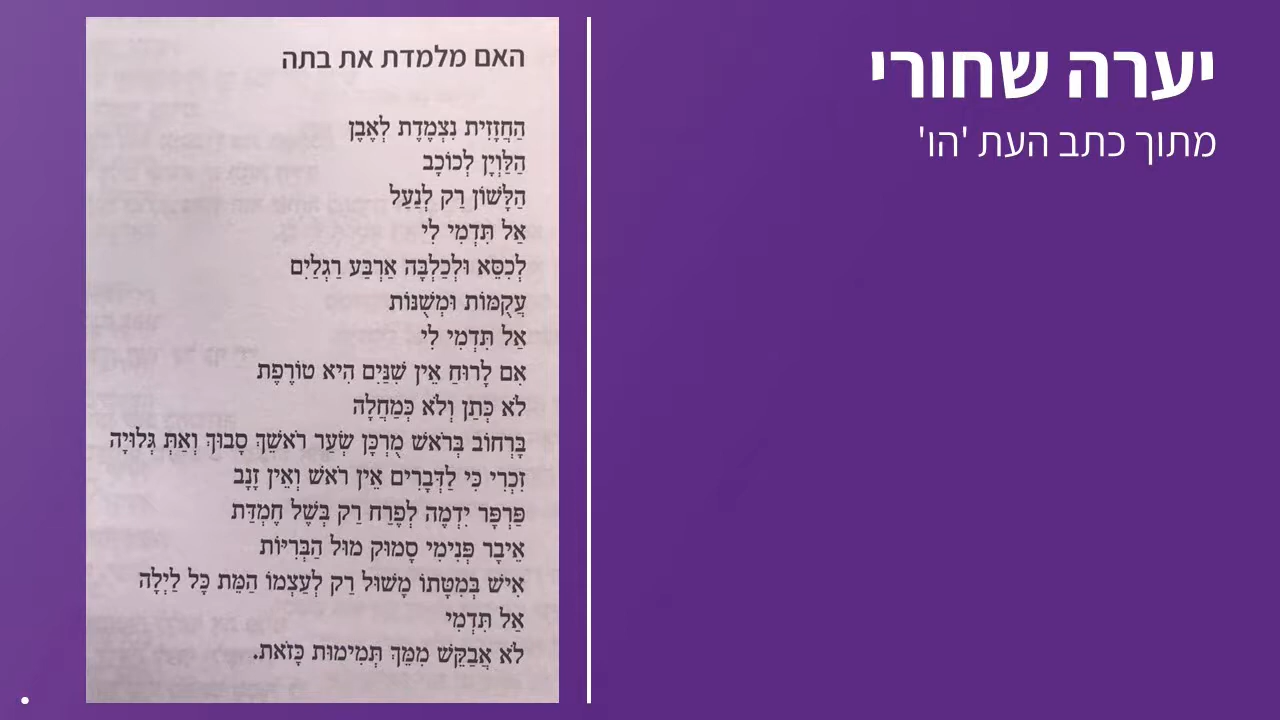 יערה שחורי
מתוך כתב העת 'הו'
האם מלמדת את בתה
הַחֲזָזִית נִצְמֶדֶת לְאֶבֶן
הַלַּוְיָן לְכוֹכָב
הַלָּשׁוֹן רַק לְנַעַל
אַל תִּדְמִי לִי
לְכִסֵּא וּלְכַלְבָּה אַרְבַּע רַגְלַיִם
עֲקֻמּוֹת וּמְשֻׁנּוֹת
אַל תִּדְמִי לִי
אִם לָרוּחַ אֵין שִׁנַּיִם הִיא טוֹרֶפֶת
לֹא כְּתַן וְלֹא כְּמַחֲלָה
בָּרְחוֹב בְּרֹאשׁ מֻרְכָּן שְׂעַר רֹאשֵׁךְ סָבוּךְ וְאַתְּ גְּלוּיָה
זִכְרִי כִּי לַדְּבָרִים אֵין רֹאשׁ וְאֵין זָנָב
פַּרְפַּר יִדְמֶה לְפֶרַח רַק בְּשֶׁל חֶמְדַּת
אֵיבָר פְּנִימִי סָמוּק מוּל הַבְּרִיּוֹת
אִישׁ בְּמִטָּתוֹ מָשׁוּל רַק לְעַצְמוֹ הַמֵּת כָּל לַיְלָה
אַל תִּדְמִי
לֹא אֲבַקֵּשׁ מִמֵּךְ תְּמִימוּת כָּזֹאת.